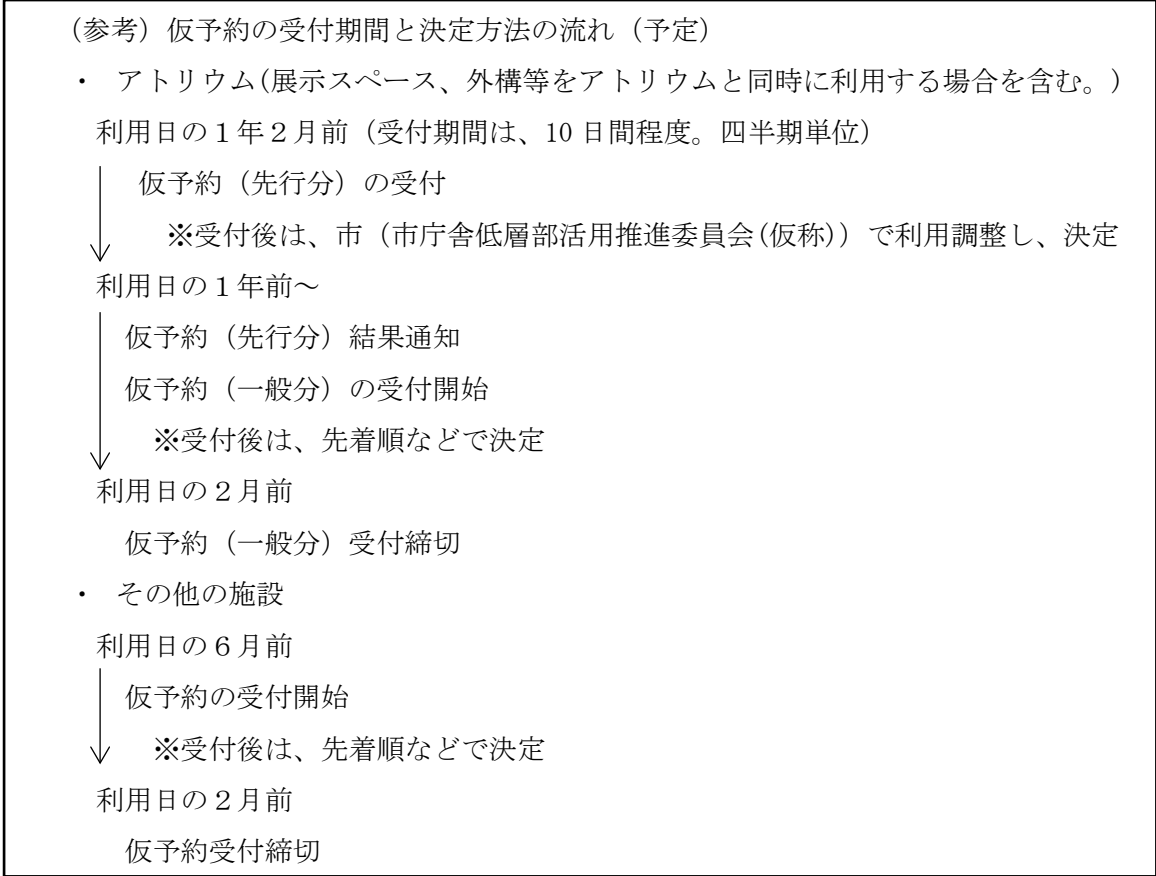 （参考）仮予約の受付期間と決定方法の流れ（予定）
・ アトリウム(展示スペース、外構等をアトリウムと同時に利用する場合を含む。)
利用日の１年２月前（受付期間は、10 日間程度。四半期単位）
仮予約（先行分）の受付
※受付後は、市（市庁舎低層部活用推進委員会(仮称)）で利用調整し、決定
利用日の１年前～
仮予約（先行分）結果通知
仮予約（一般分）の受付開始
※受付後は、先着順などで決定
利用日の２月前
仮予約（一般分）受付締切
・ その他の施設
利用日の６月前
仮予約の受付開始
※受付後は、先着順などで決定
利用日の２月前
仮予約受付締切